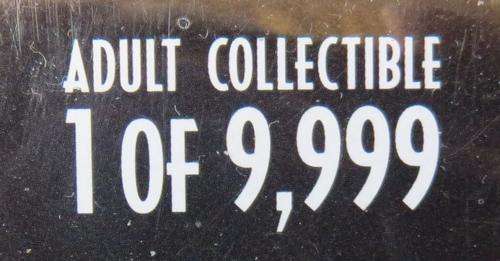 ADULT COLLECTIBLE
1 OF 9,999